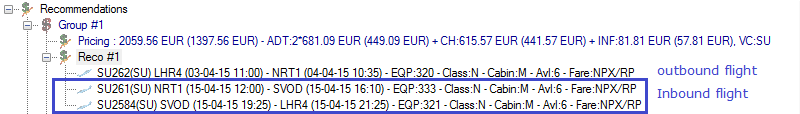 Recommendations
Group #1
Pricing : 2059.56 EUR (1397.56 EUR) - ADT:2*681.09 EUR (449.09 EUR) + CH:615.57 EUR (441.57 EUR) + INF:81.81 EUR (57.81 EUR), VC:SU
Reco #1
SU262(SU) LHR4 (03-04-15 11:00) - NRT1 (04-04-15 10:35) - EQP:320 - Class:N - Cabin:M - Avl:6 - Fare:NPX/RP outbound flight
SU261(SU) NRT1 (15-04-15 12:00) - SVOD (15-04-15 16:10) - EQP:333 - Class:N - Cabin:M - Avl:6 - Fare:NPX/RP Inbound flight
SU2584(SU) SVOD (15-04-15 19:25) - LHR4 (15-04-15 21:25) - EQP:321 - Class:N - Cabin:M - Avl:6 - Fare:NPX/RP